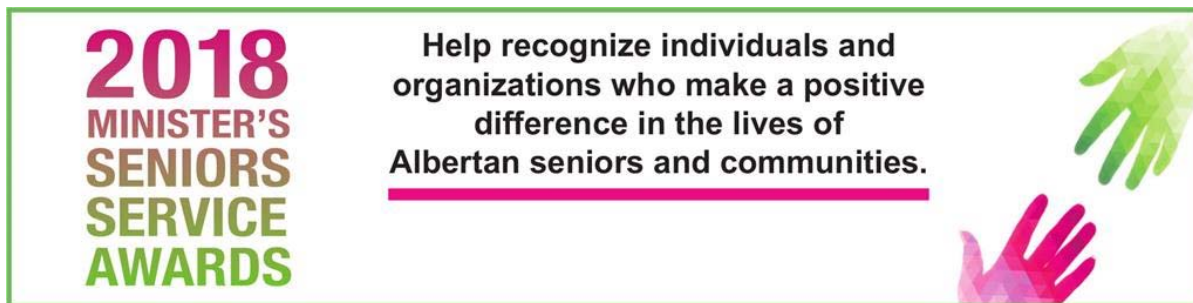 2018
MINISTER'S
SENIORS
SERVICE
AWARDS
Help recognize individuals and
organizations who make a positive
difference in the lives of
Albertan seniors and communities.